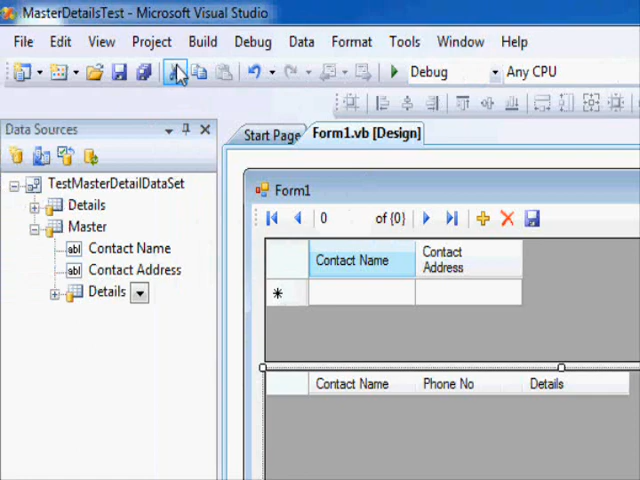 MasterDetailsTest - Microsoft Visual Studio
File Edit View Project Build Debug Data Format Tools Window Help
Debug Any CPU
Data Sources
Start Page Form1.vb [Design]
TestMasterDetailDataSet
Details
Master
abl Contact Name
abl Contact Address
Details
Form1
0 of {0}
Contact Name Contact Address
Contact Name Phone No Details